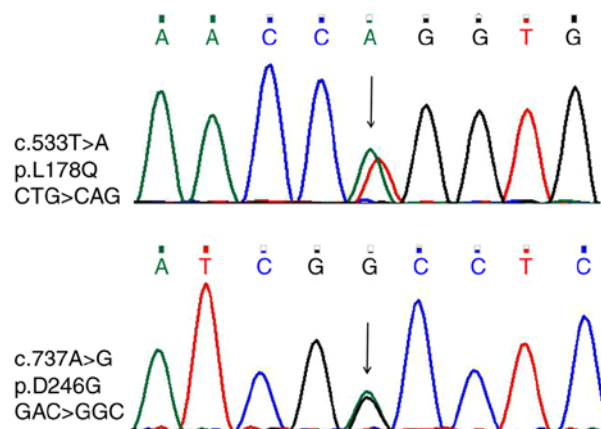 A A C C A G G T G
c.533T>A
p.L178Q
CTG>CAG
A T C G G C C T C
c.737A>G
p.D246G
GAC>GGC